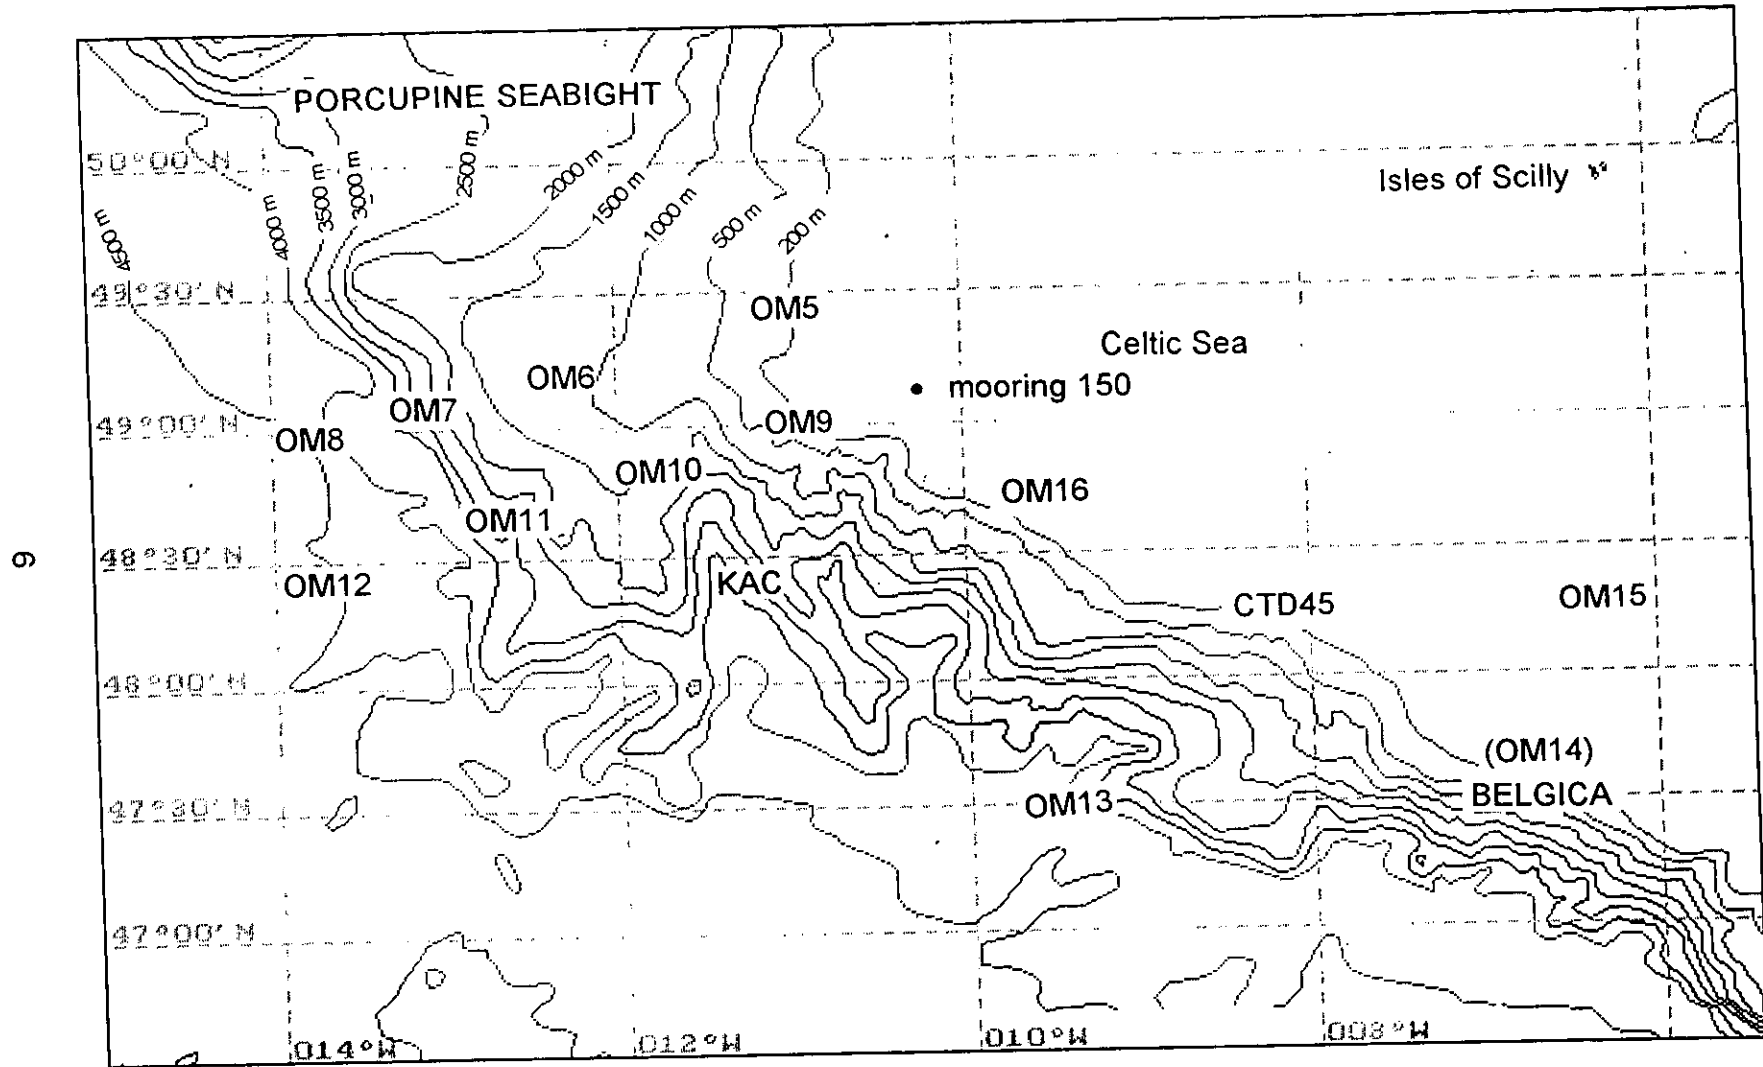 PORCUPINE SEABIGHT
50°00' N
Isles of Scilly
4500 m
4000 m
3500 m
3000 m
2500 m
2000 m
1500 m
1000 m
500 m
200 m
49°30' N
OM5
Celtic Sea
OM6
mooring 150
OM7
OM9
49°00' N
OM8
OM10
OM16
OM11
6
48°30' N
OM12
KAC
CTD45
OM15
48°00' N
(OM14)
BELGICA
47°30' N
OM13
47°00' N
014°W
012°W
010°W
008°W